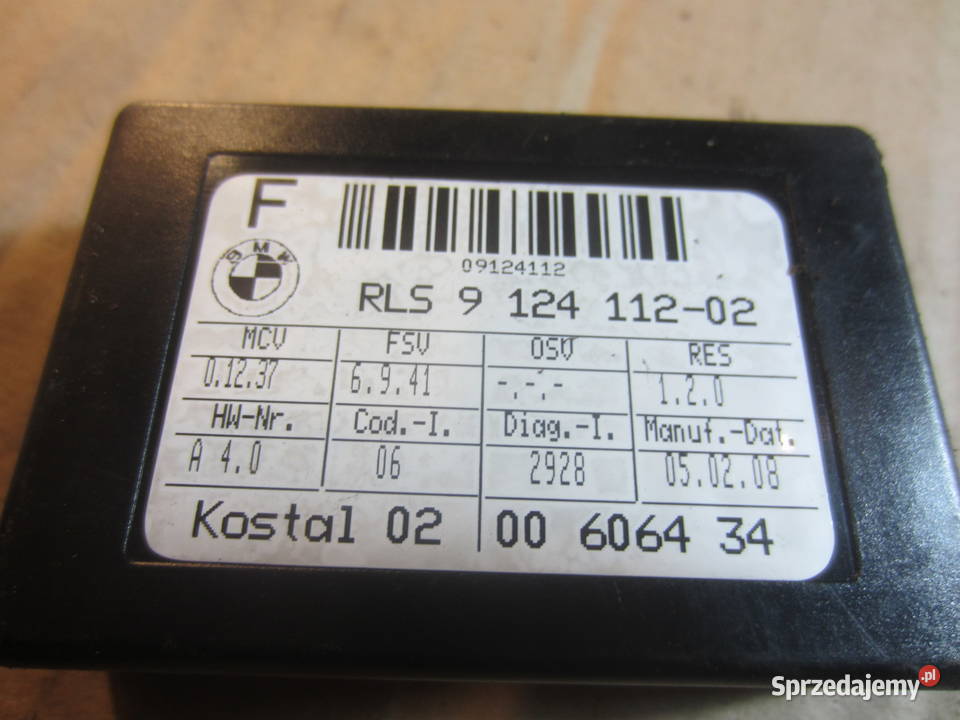 F
BMW
09124112
RLS 9 124 112-02
MCV FSV OSV RES
0.12.37 6.9.41 -.-.- 1.2.0
HW-Nr. Cod.-I. Diag.-I. Manuf.-Dat.
A 4.0 06 2928 05.02.08
Kostal 02 00 6064 34
Sprzedajemy.pl